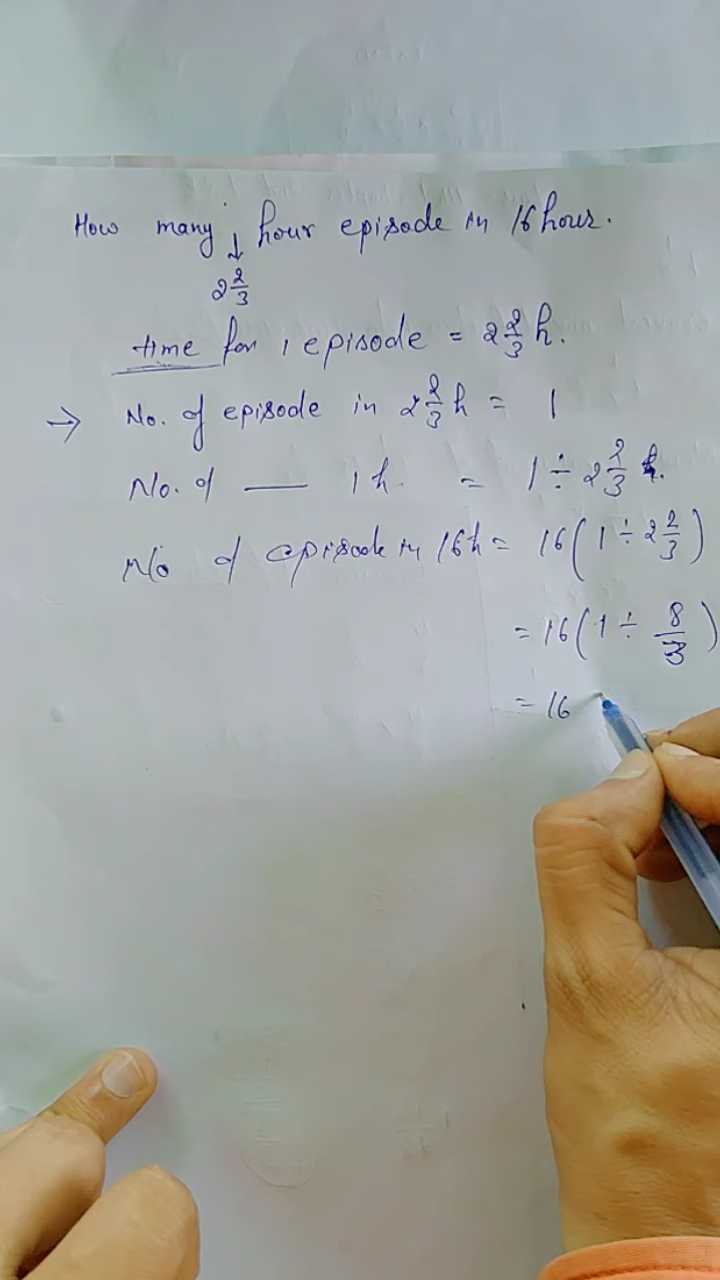 How many ↓ hour episode in 16 hour.
2 2/3
time for 1 episode = 2 2/3 h.
→ No. of episode in 2 2/3 h = 1
No. of — 1 h. = 1 ÷ 2 2/3
No of episode in 16h = 16(1 ÷ 2 2/3)
= 16(1 ÷ 8/3)
= 16